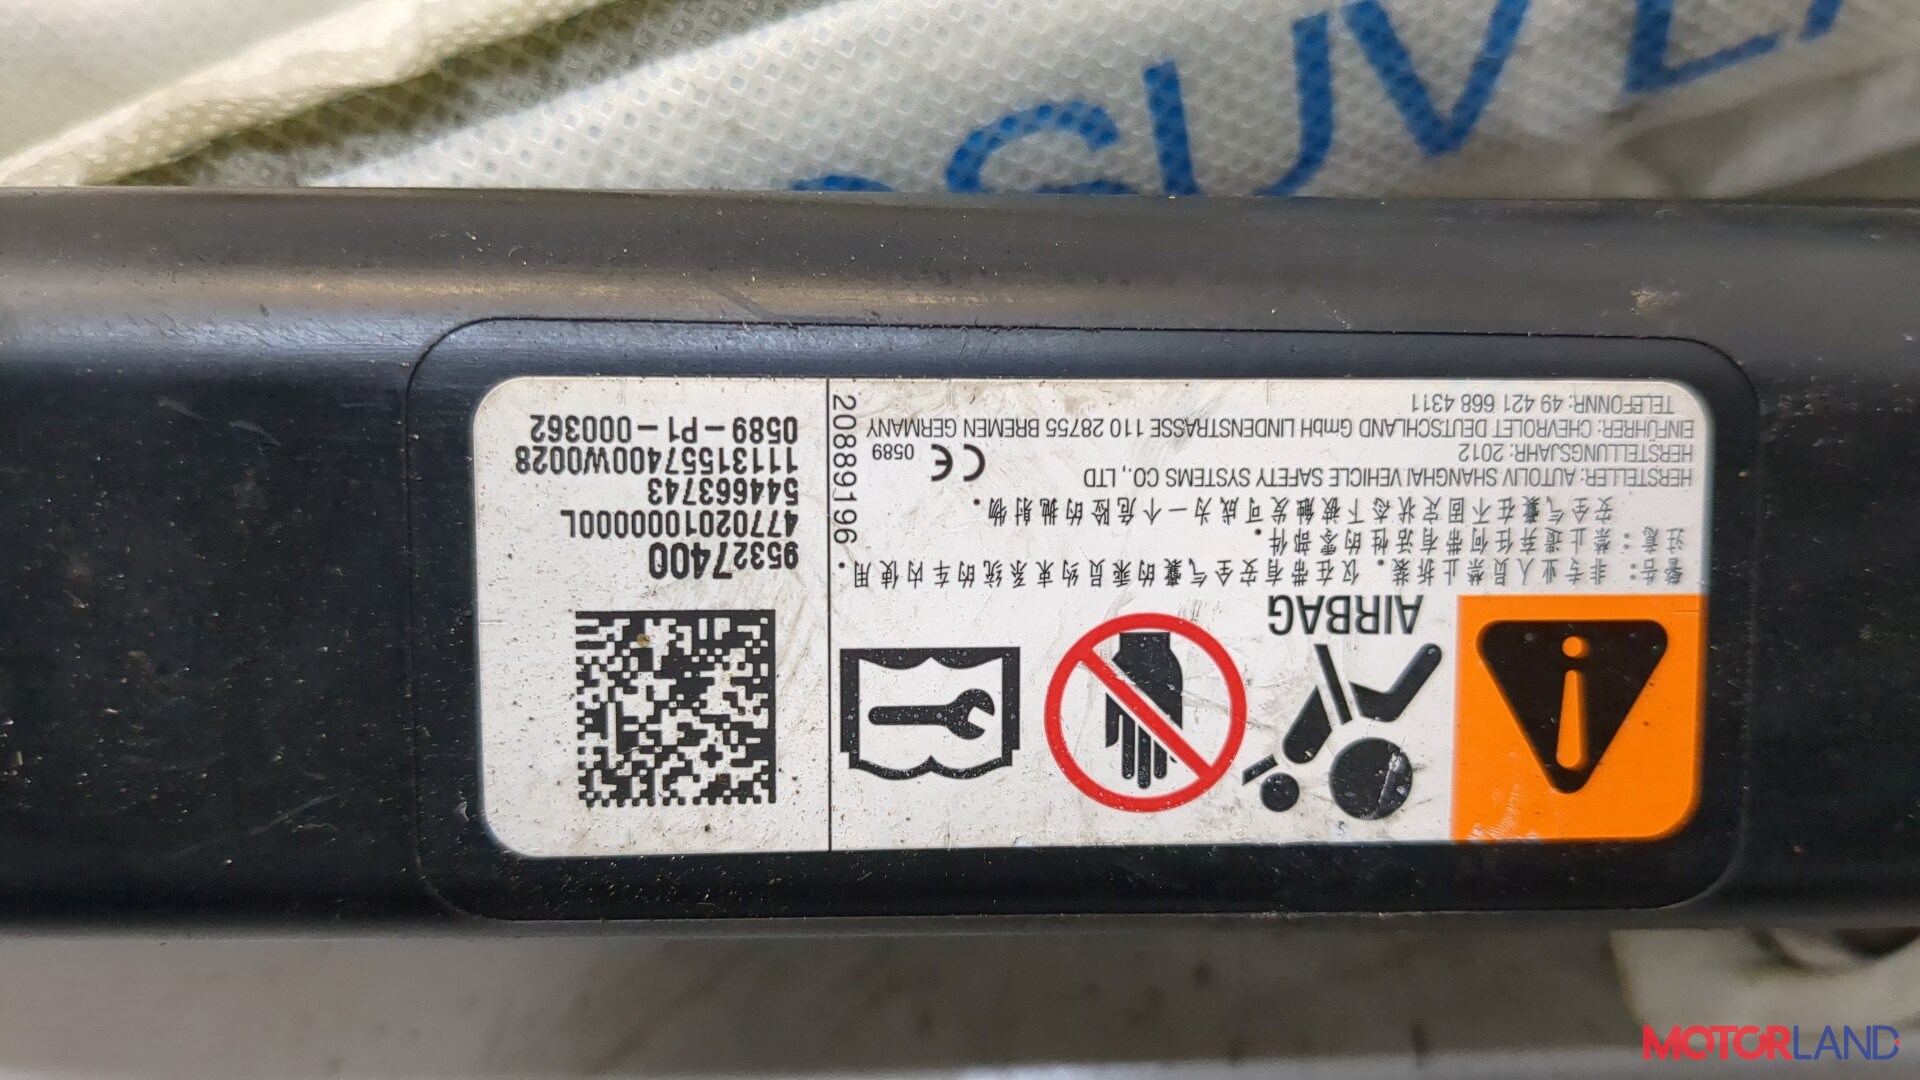 SUV
AIRBAG
警告：非专业人员禁止拆装。仅在带有安全气囊的乘员约束系统的车内使用。
注意：禁止遗弃任何带有活性的零部件。
安全气囊在不固定状态下被触发可成为一个危险的抛射物。
HERSTELLER: AUTOLIV SHANGHAI VEHICLE SAFETY SYSTEMS CO., LTD
HERSTELLUNGSJAHR: 2012
CE 0589
EINFÜHRER: CHEVROLET DEUTSCHLAND GmbH LINDENSTRASSE 110 28755 BREMEN GERMANY
TELEFONNR: 49 421 668 4311
20889196
95327400
47702010000000L
544663743
11131557400W0028
0589-P1-000362
MOTORLAND